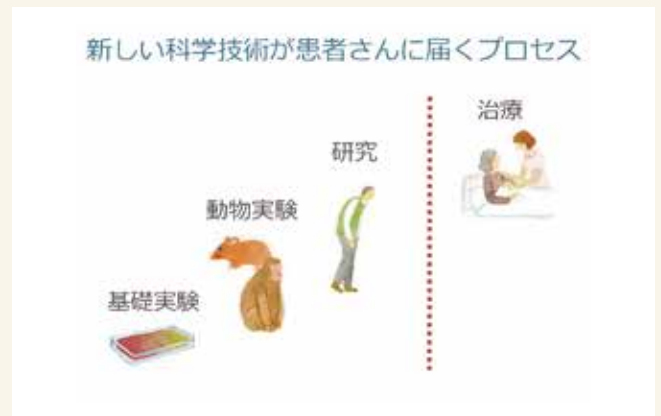 新しい科学技術が患者さんに届くプロセス
治療
研究
動物実験
基礎実験